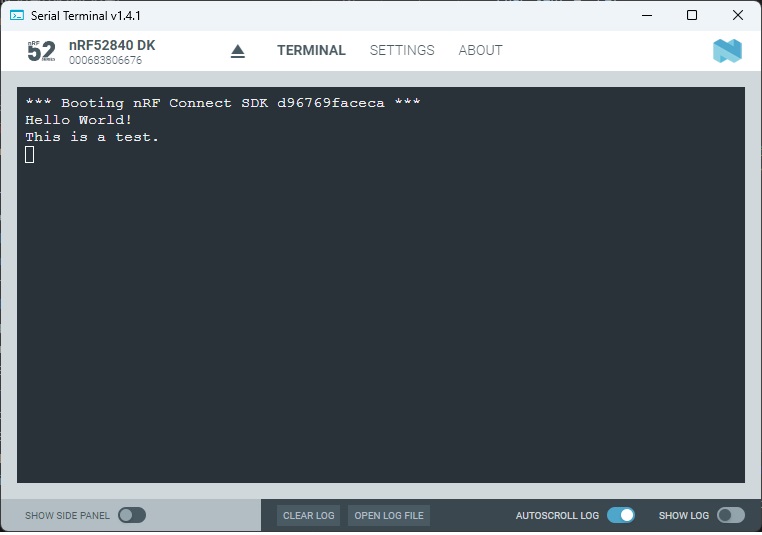 Serial Terminal v1.4.1
nRF
52
SERIES
nRF52840 DK
000683806676
TERMINAL
SETTINGS
ABOUT
*** Booting nRF Connect SDK d96769faceca ***
Hello World!
This is a test.
SHOW SIDE PANEL
CLEAR LOG
OPEN LOG FILE
AUTOSCROLL LOG
SHOW LOG